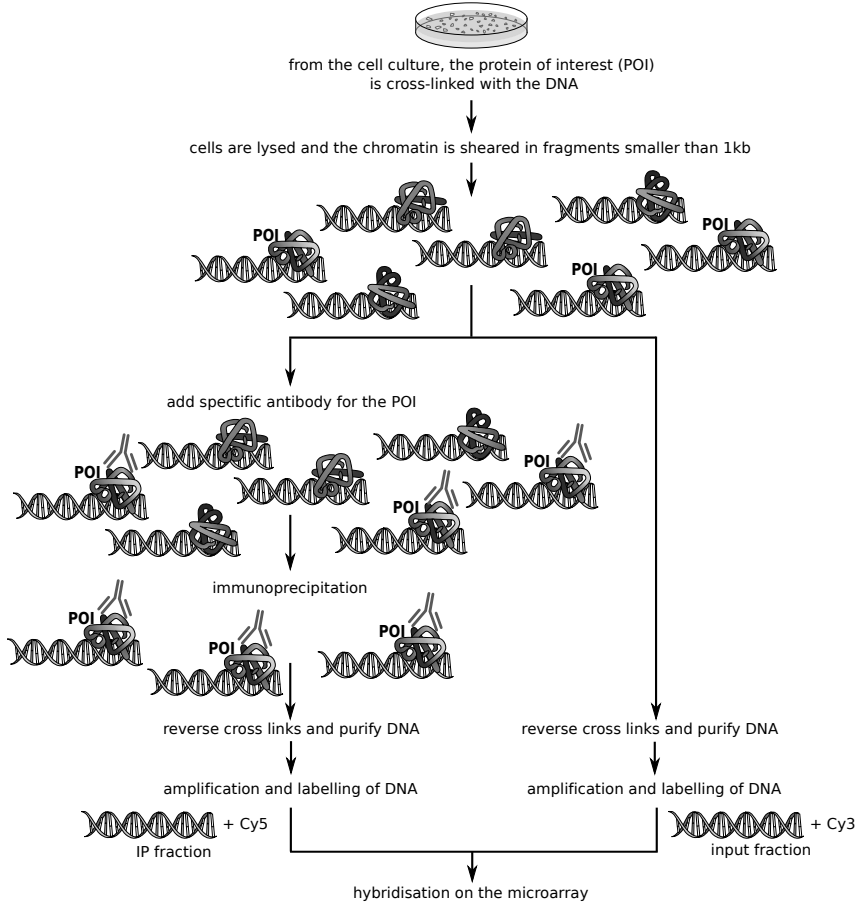 from the cell culture, the protein of interest (POI)
is cross-linked with the DNA
cells are lysed and the chromatin is sheared in fragments smaller than 1kb
POI
POI
POI
add spectific antibody for the POI
POI
POI
POI
immunoprecipitation
POI
POI
POI
reverse cross links and purify DNA
reverse cross links and purify DNA
amplification and labelling of DNA
amplification and labelling of DNA
+ Cy5
+ Cy3
IP fraction
input fraction
hybridisation on the microarray